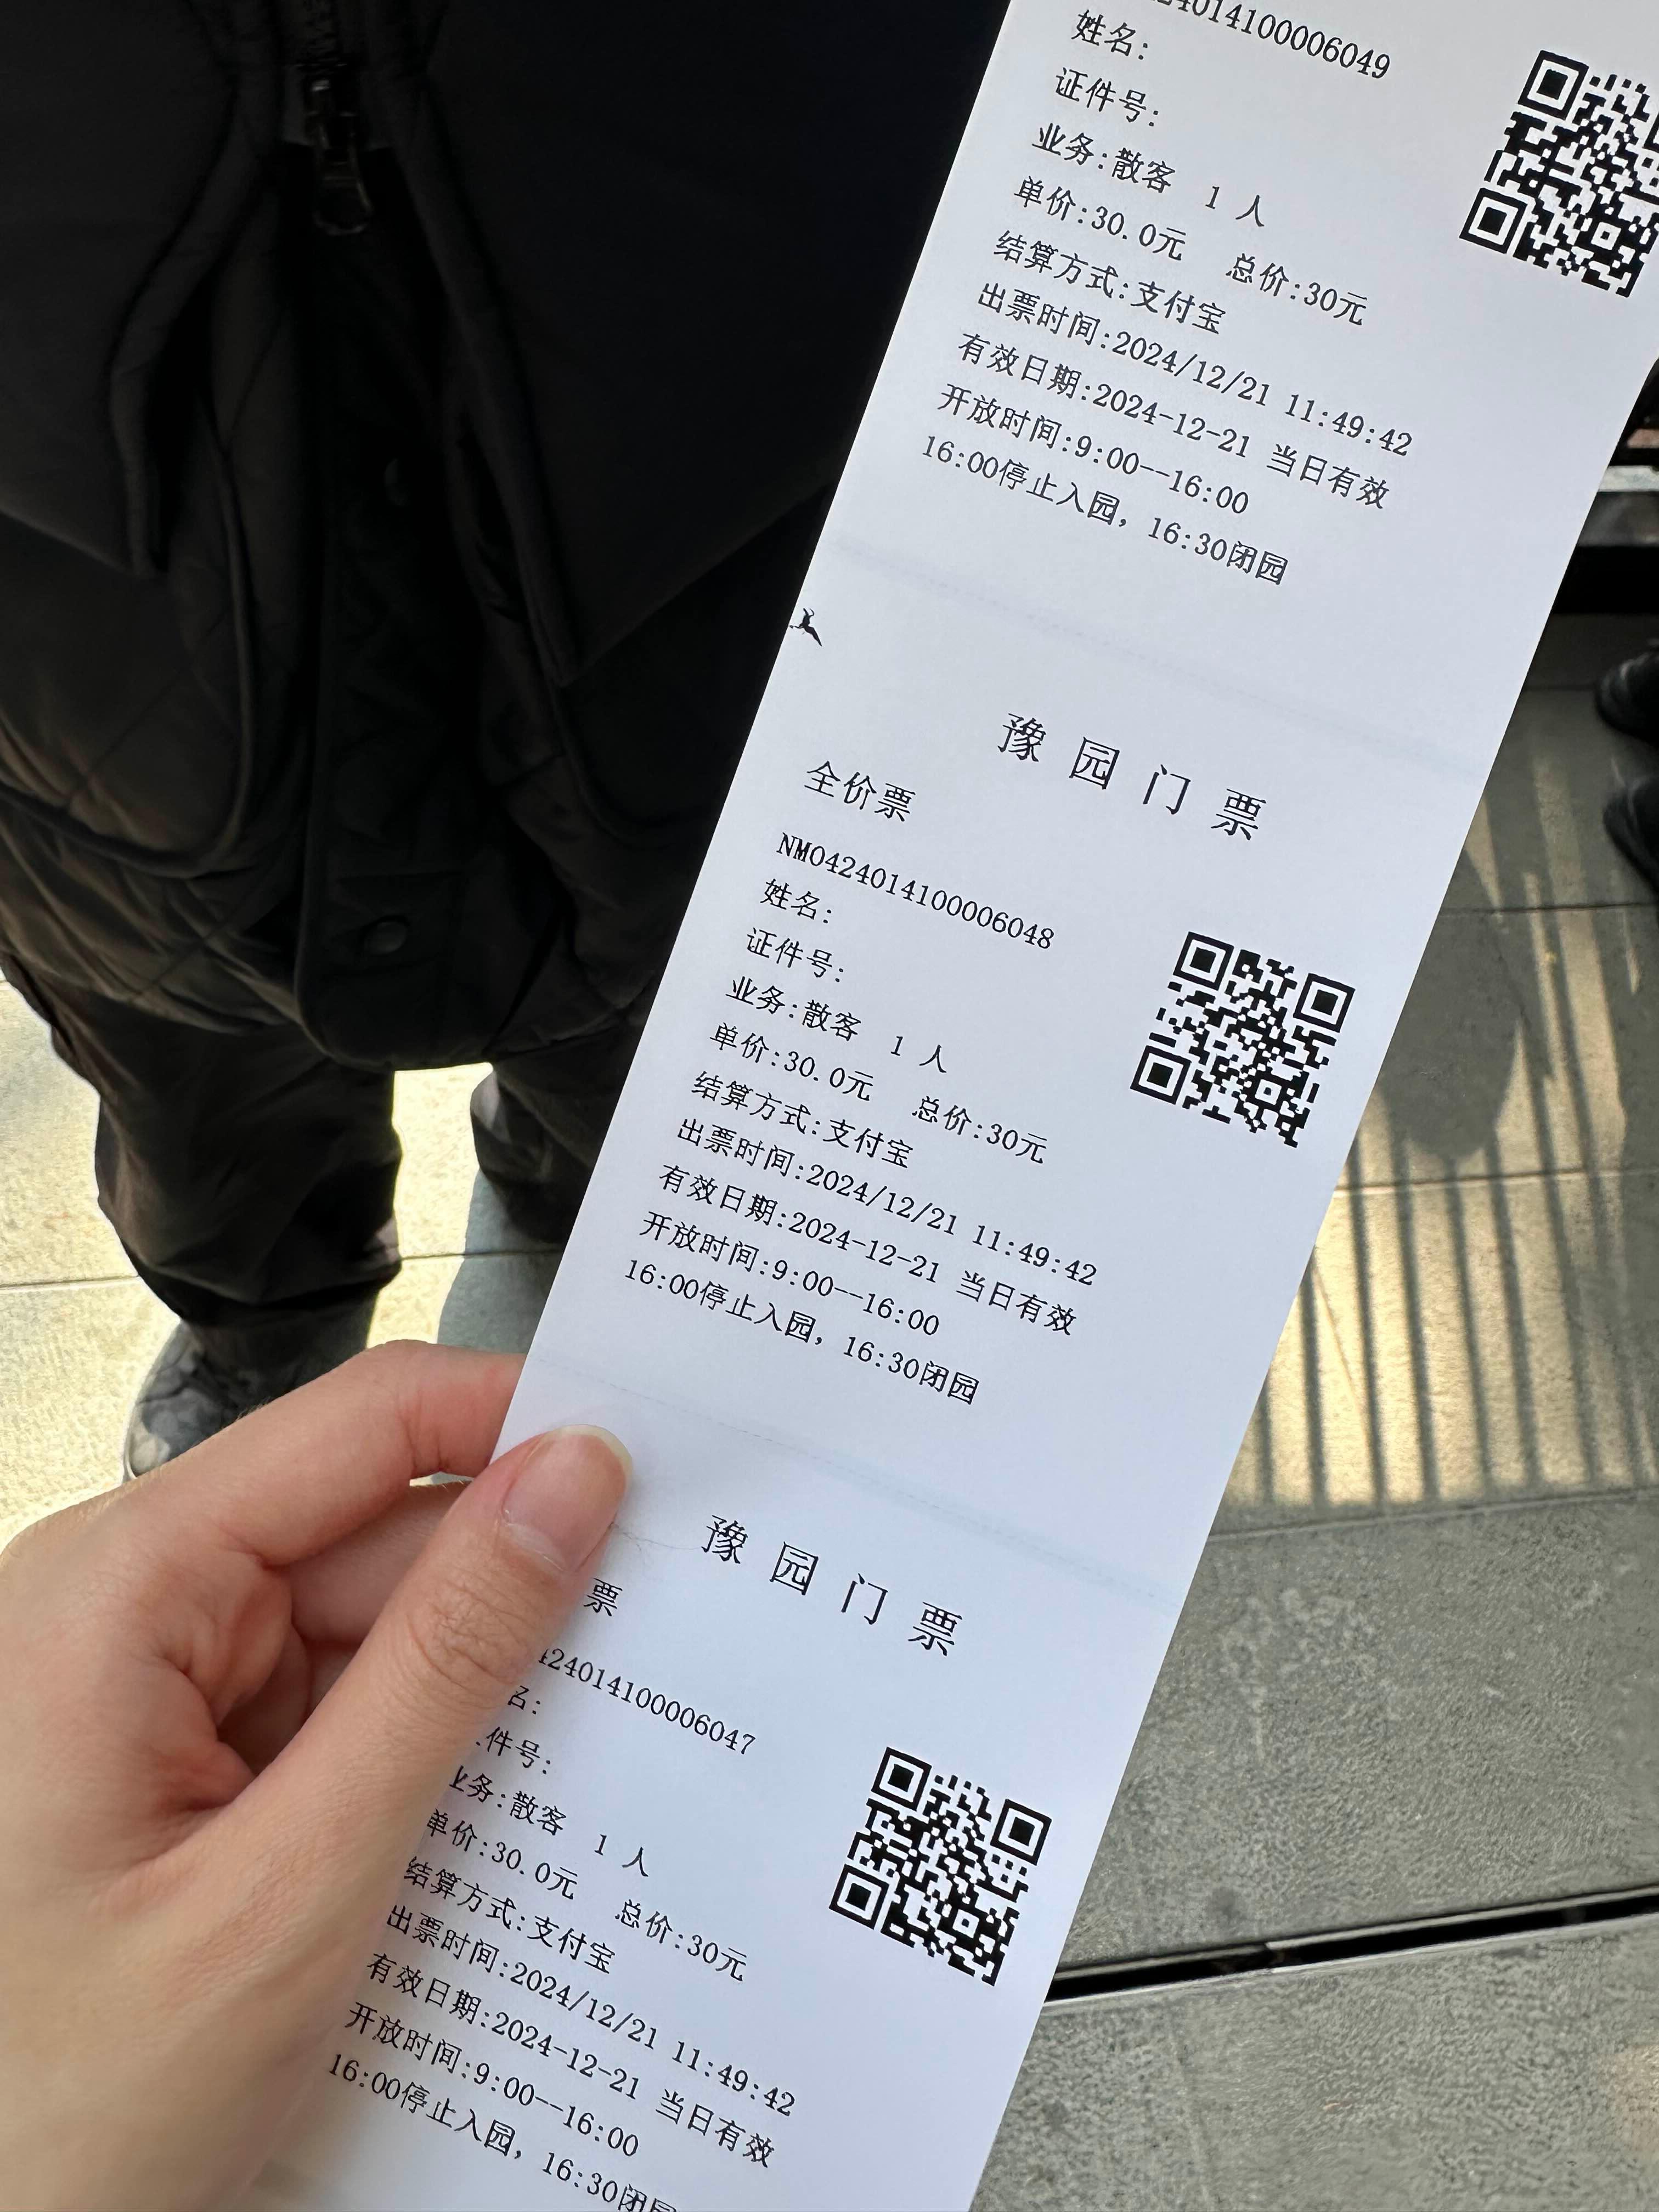 24014100006049
姓名:
证件号:
业务:散客 1 人
单价:30.0元 总价:30元
结算方式:支付宝
出票时间:2024/12/21 11:49:42
有效日期:2024-12-21 当日有效
开放时间:9:00--16:00
16:00停止入园，16:30闭园
豫园门票
全价票
NM0424014100006048
姓名:
证件号:
业务:散客 1 人
单价:30.0元 总价:30元
结算方式:支付宝
出票时间:2024/12/21 11:49:42
有效日期:2024-12-21 当日有效
开放时间:9:00--16:00
16:00停止入园，16:30闭园
豫园门票
票
24014100006047
名:
件号:
业务:散客 1 人
单价:30.0元 总价:30元
结算方式:支付宝
出票时间:2024/12/21 11:49:42
有效日期:2024-12-21 当日有效
开放时间:9:00--16:00
16:00停止入园，16:30闭园